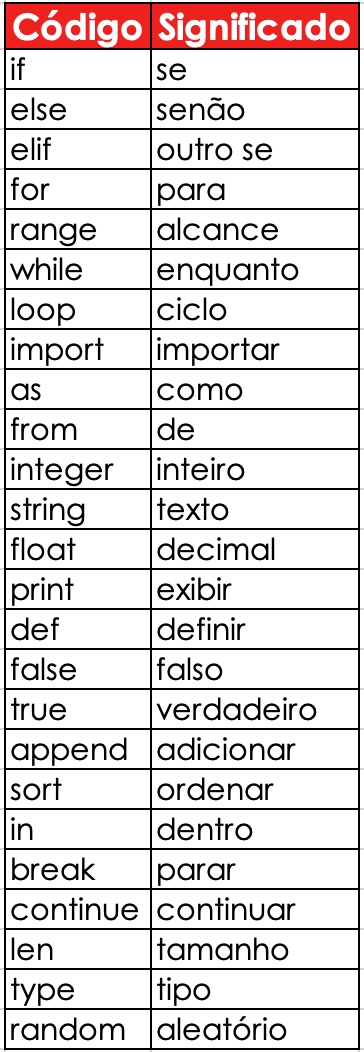 Código Significado
if se
else senão
elif outro se
for para
range alcance
while enquanto
loop ciclo
import importar
as como
from de
integer inteiro
string texto
float decimal
print exibir
def definir
false falso
true verdadeiro
append adicionar
sort ordenar
in dentro
break parar
continue continuar
len tamanho
type tipo
random aleatório